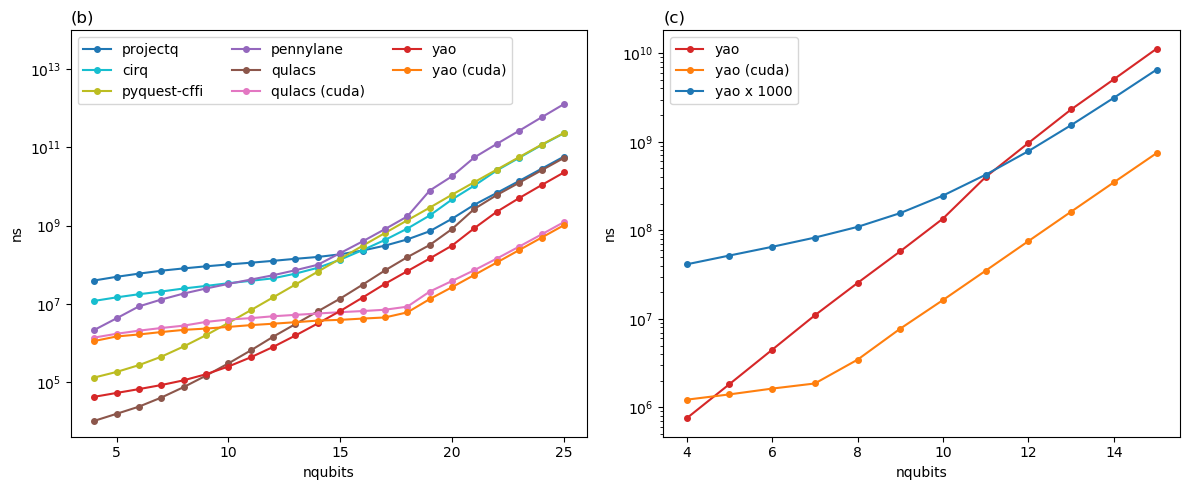 (b)
projectq
cirq
pyquest-cffi
pennylane
qulacs
qulacs (cuda)
yao
yao (cuda)
10^13
10^11
10^9
10^7
10^5
ns
5
10
15
20
25
nqubits
(c)
yao
yao (cuda)
yao x 1000
10^10
10^9
10^8
10^7
10^6
ns
4
6
8
10
12
14
nqubits